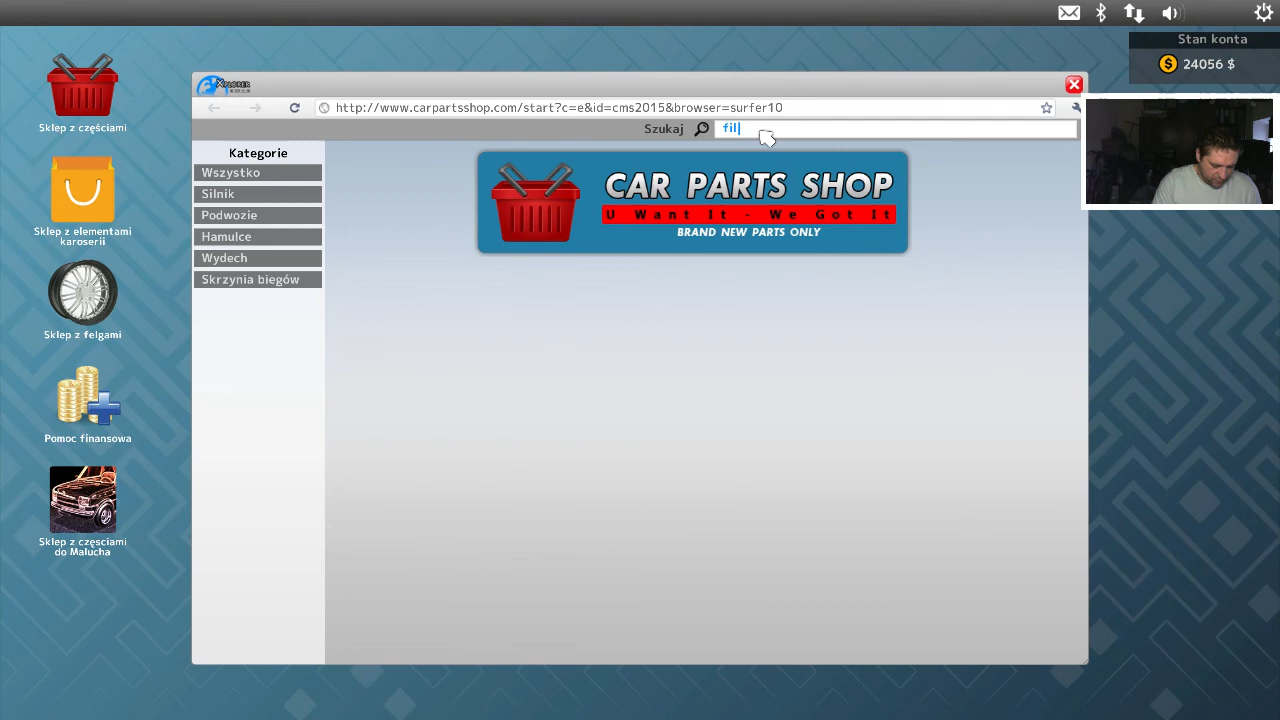 Stan konta
24056 $
Sklep z częściami
Sklep z elementami
karoserii
Sklep z felgami
Pomoc finansowa
Sklep z częsciami
do Malucha
http://www.carpartsshop.com/start?c=e&id=cms2015&browser=surfer10
Szukaj
fil
Kategorie
Wszystko
Silnik
Podwozie
Hamulce
Wydech
Skrzynia biegów
CAR PARTS SHOP
U Want It - We Got It
BRAND NEW PARTS ONLY